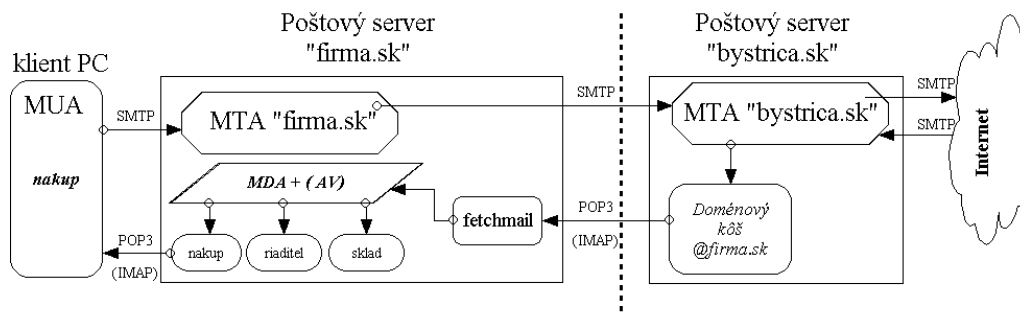 Poštový server
"firma.sk"
Poštový server
"bystrica.sk"
klient PC
MUA
nakup
SMTP
MTA "firma.sk"
SMTP
MTA "bystrica.sk"
SMTP
SMTP
Internet
MDA + ( AV)
nakup
riaditel
sklad
fetchmail
POP3
(IMAP)
POP3
(IMAP)
Doménový
kôš
@firma.sk